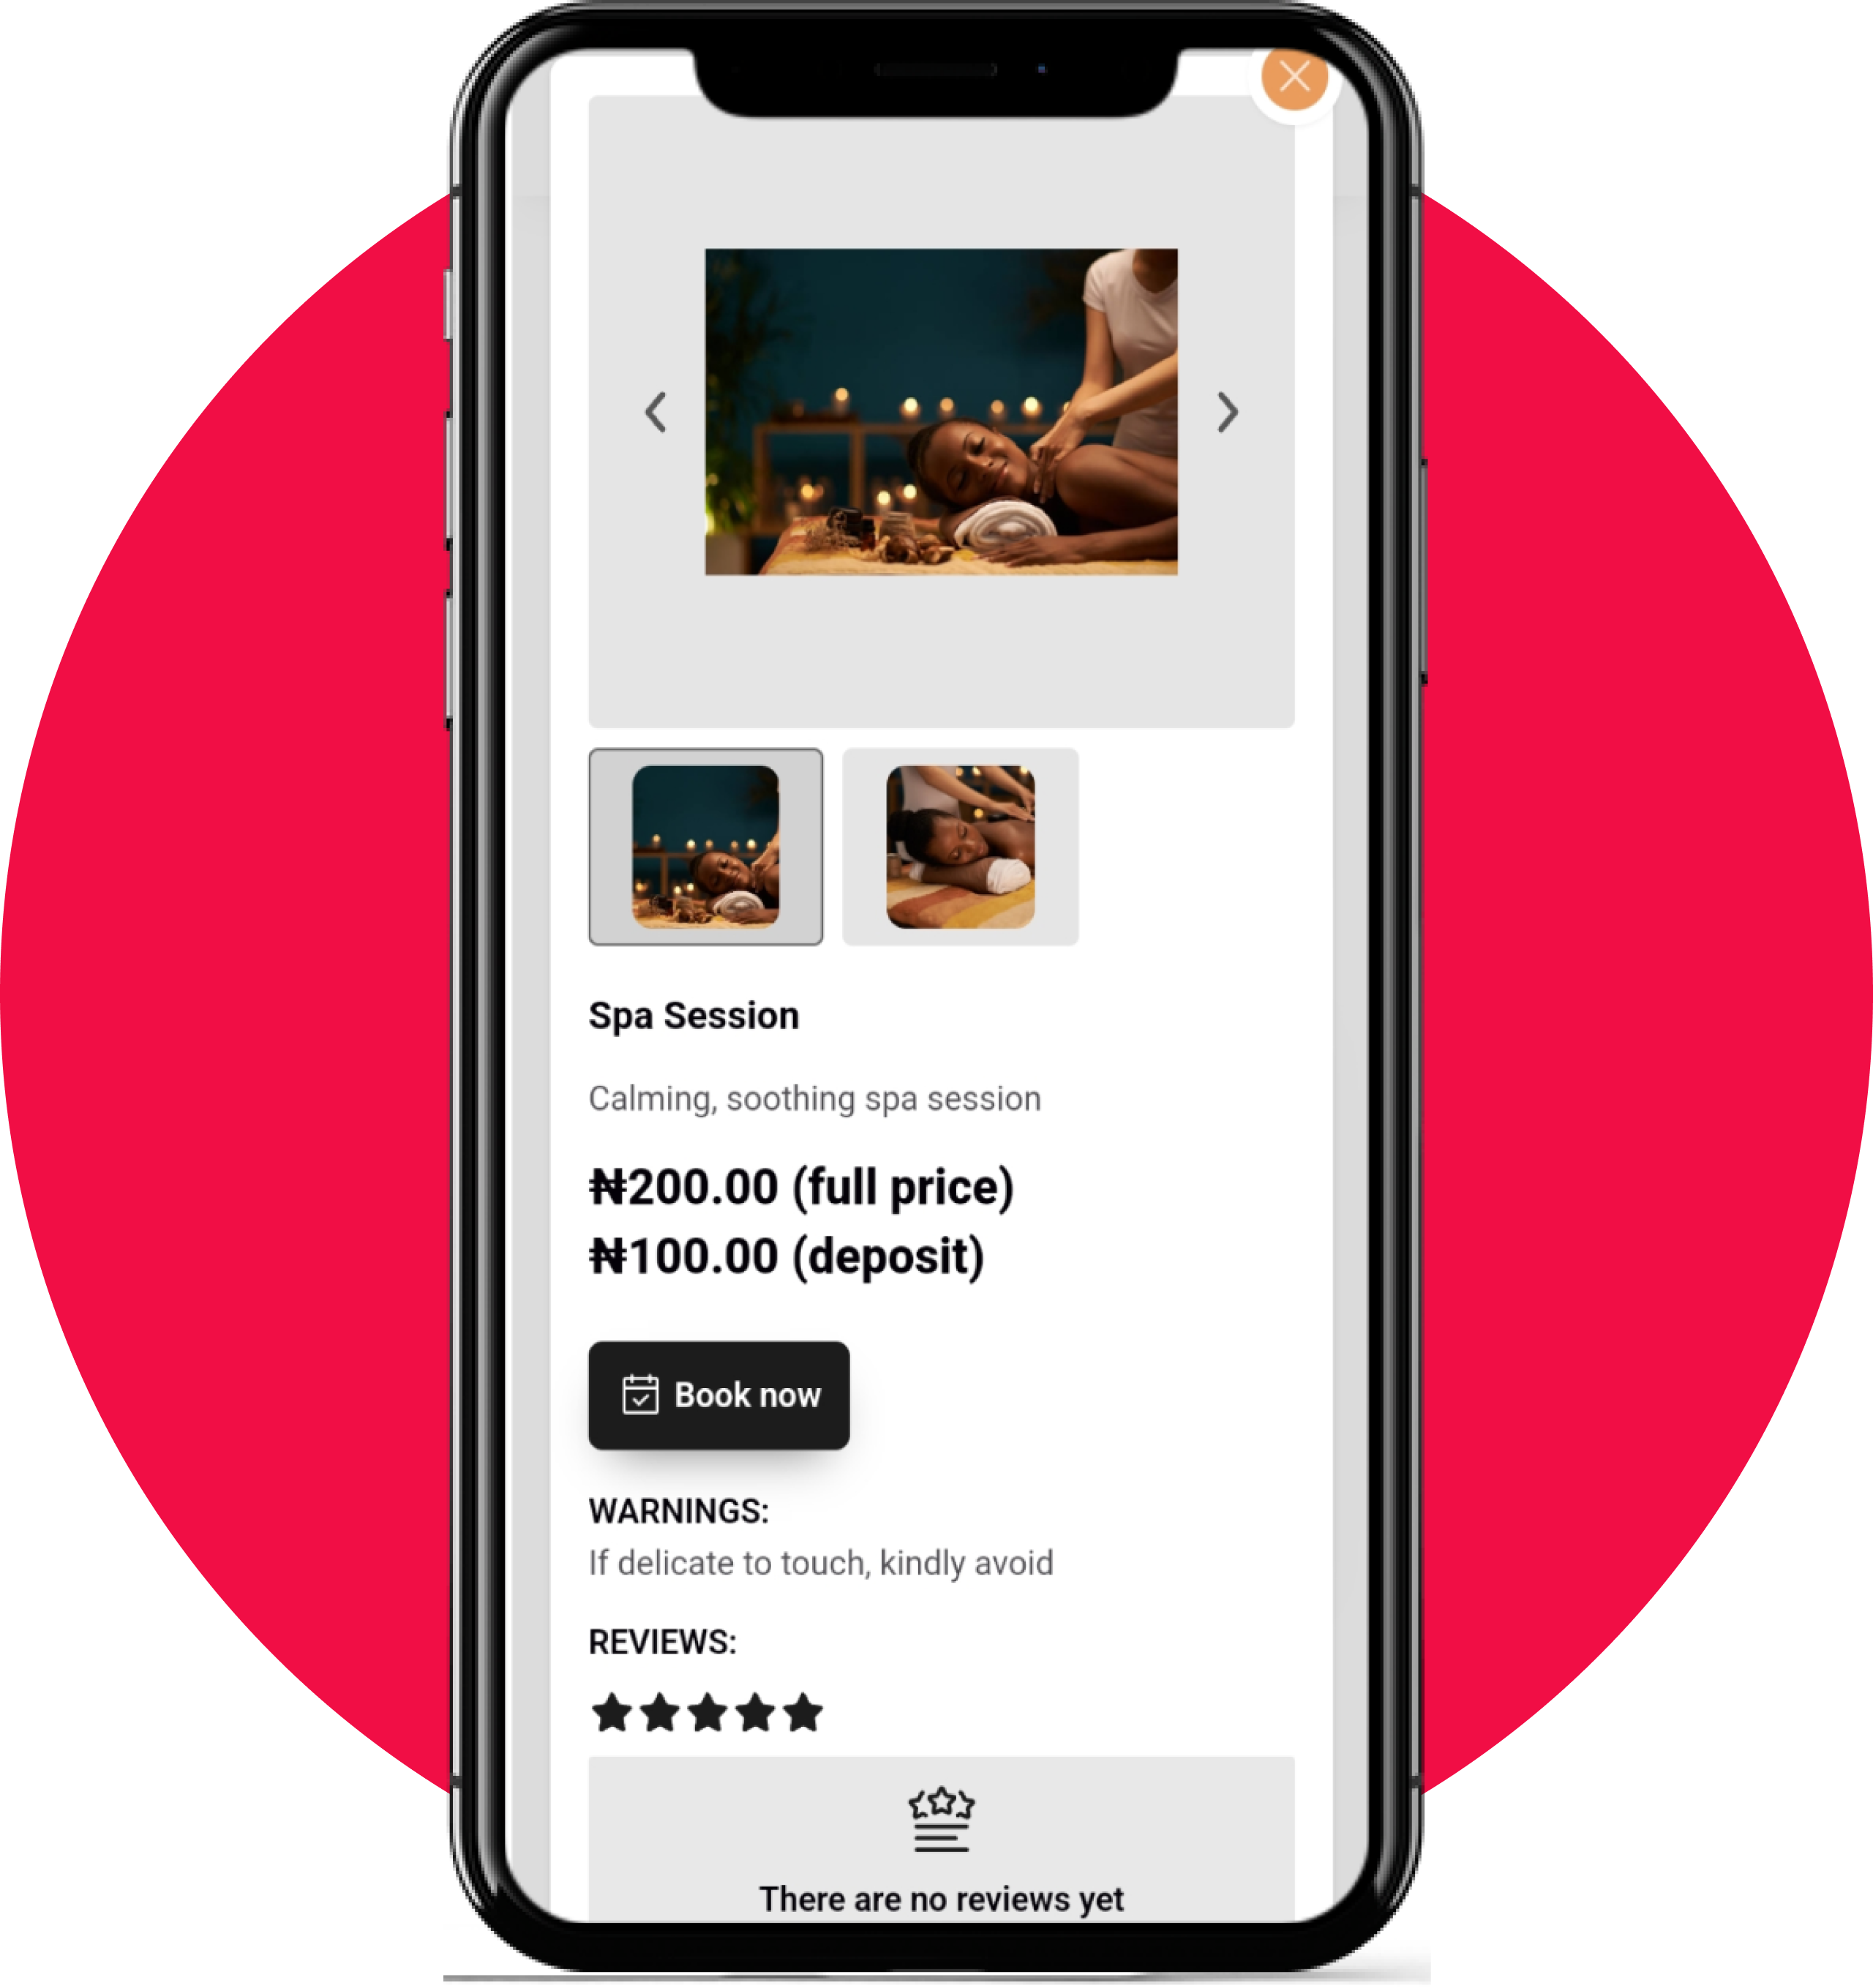 Spa Session
Calming, soothing spa session
₦200.00 (full price)
₦100.00 (deposit)
Book now
WARNINGS:
If delicate to touch, kindly avoid
REVIEWS:
There are no reviews yet